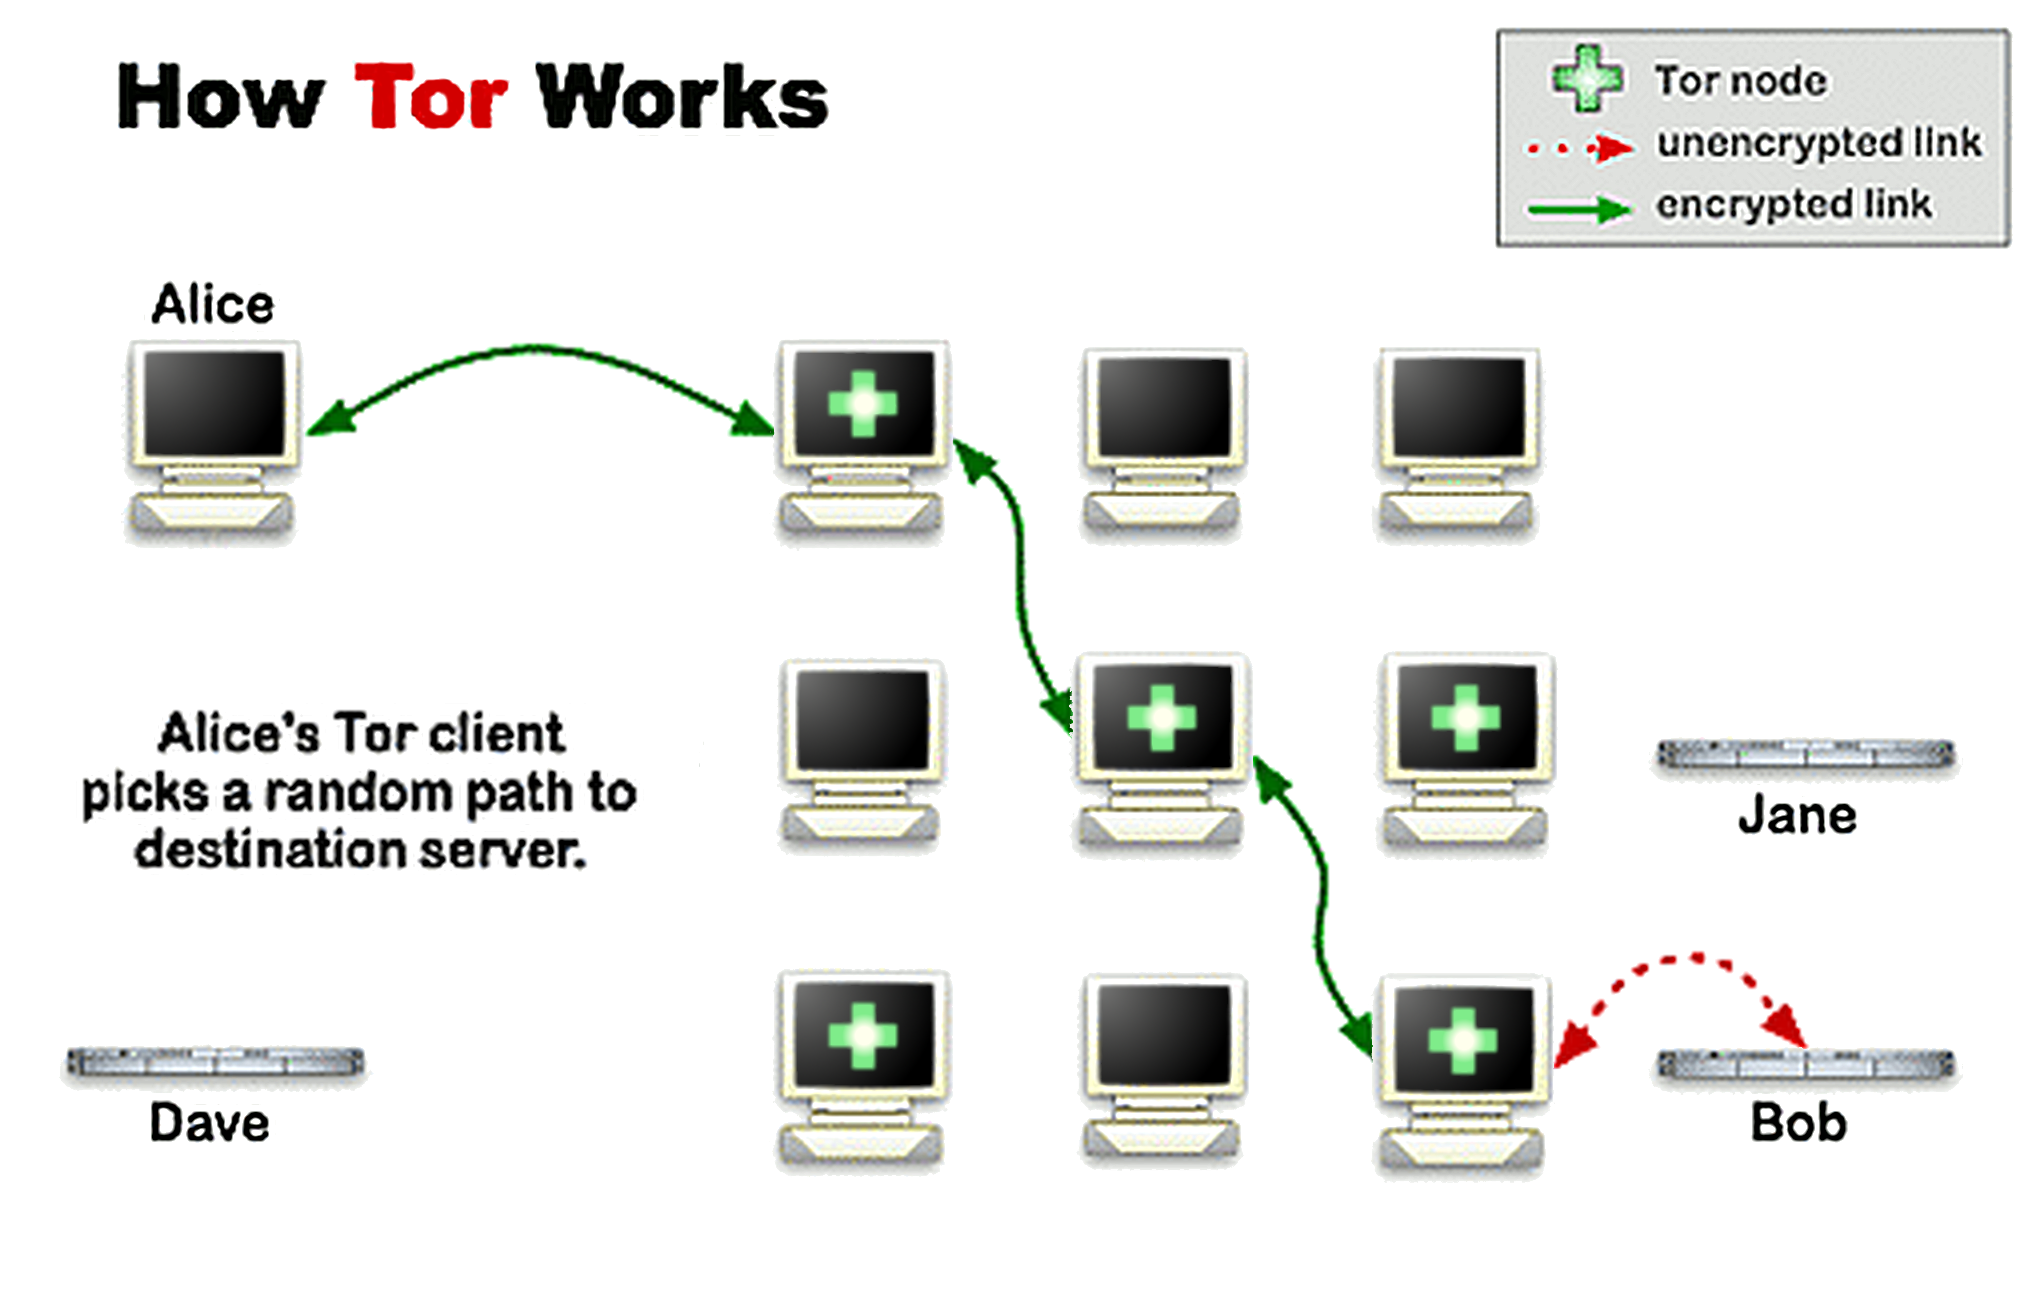 How Tor Works
Tor node
unencrypted link
encrypted link
Alice
Alice's Tor client
picks a random path to
destination server.
Jane
Dave
Bob